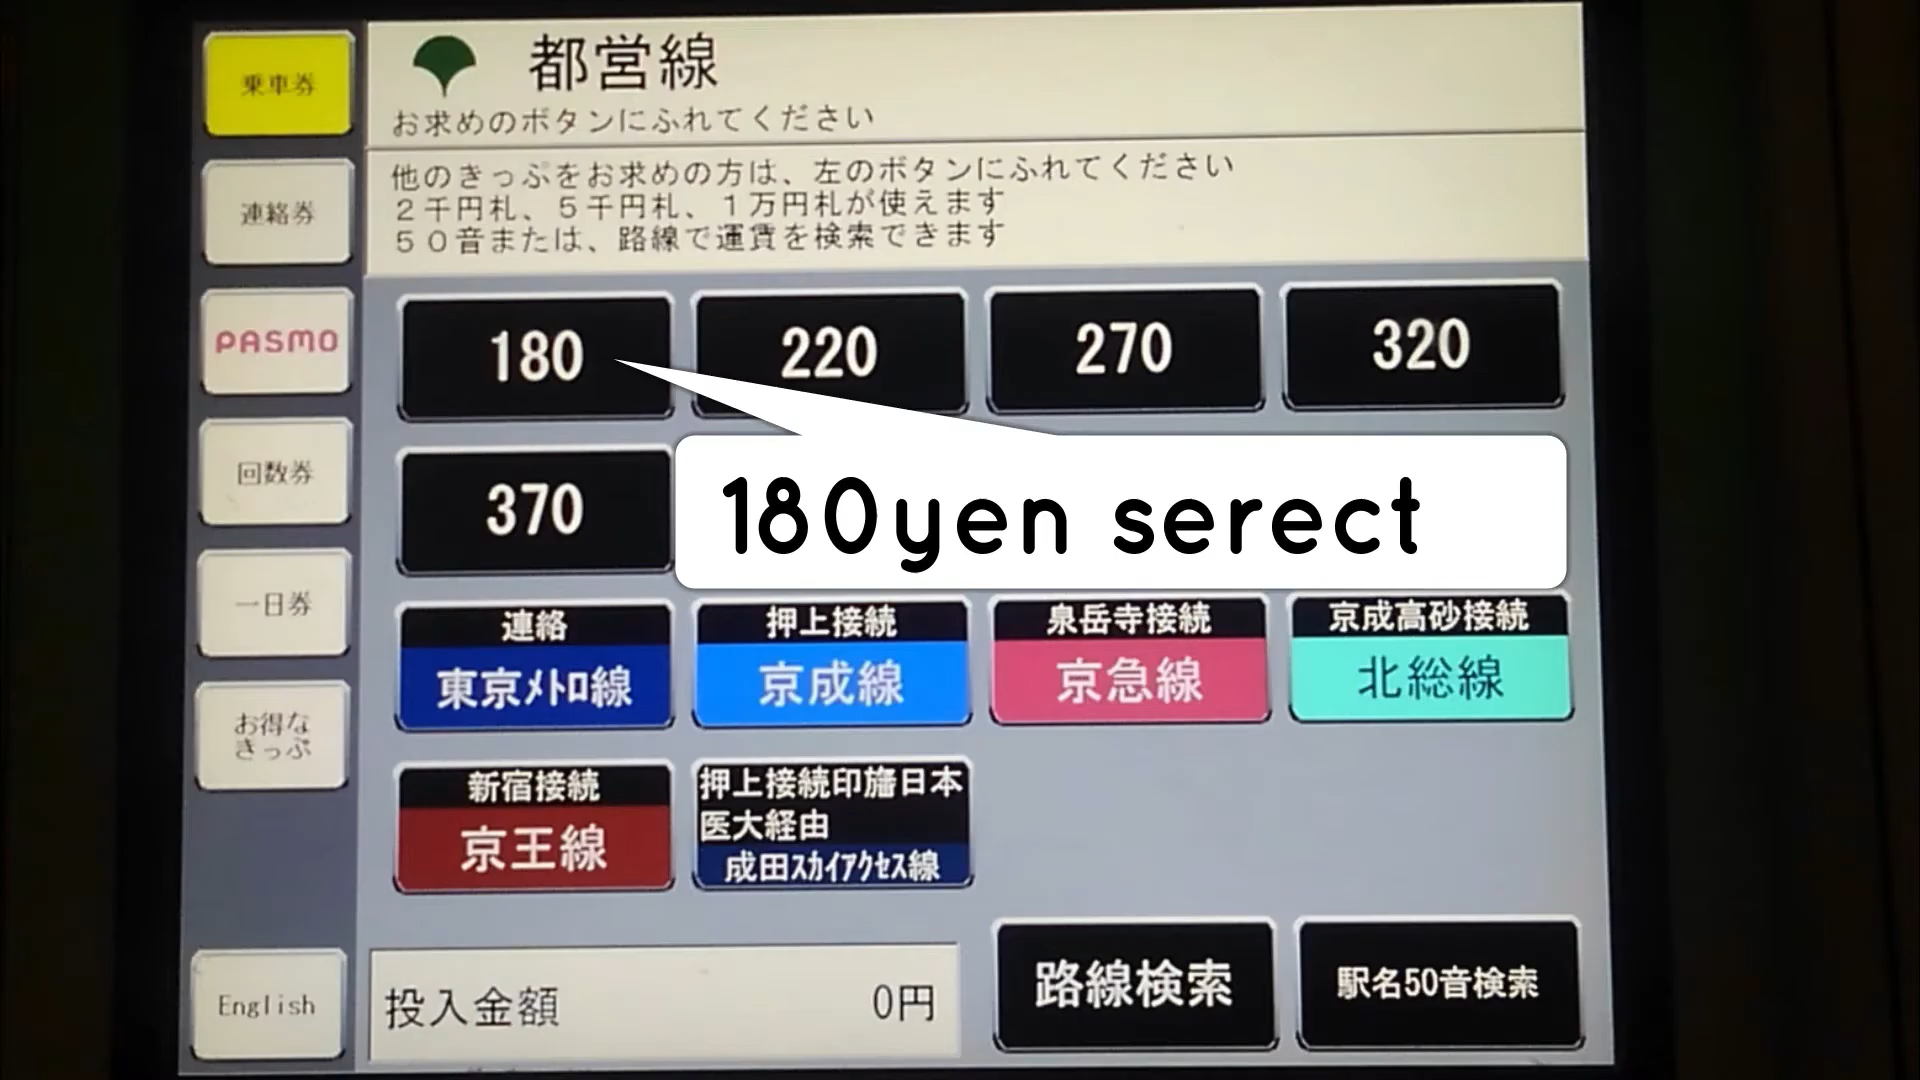 乗車券
都営線
お求めのボタンにふれてください
連絡券
他のきっぷをお求めの方は、左のボタンにふれてください
2千円札、5千円札、1万円札が使えます
50音または、路線で運賃を検索できます
PASMO
180
220
270
320
回数券
370
180yen serect
一日券
連絡
東京メトロ線
押上接続
京成線
泉岳寺接続
京急線
京成高砂接続
北総線
お得な
きっぷ
新宿接続
京王線
押上接続印旛日本
医大経由
成田スカイアクセス線
English
投入金額
0円
路線検索
駅名50音検索